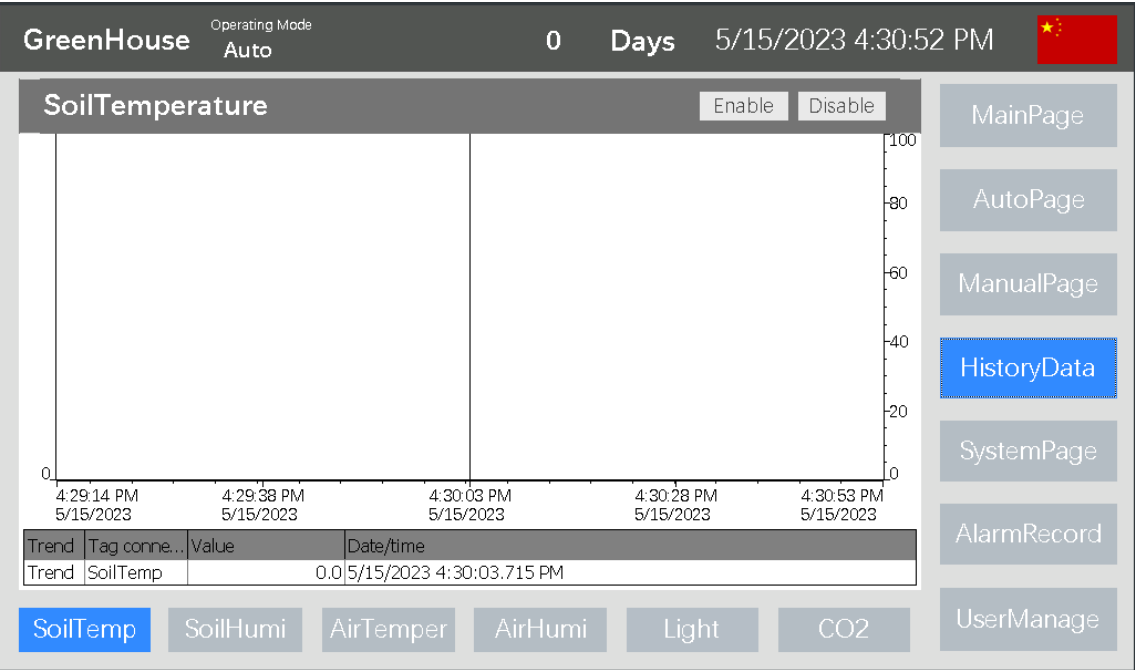 GreenHouse Operating Mode Auto 0 Days 5/15/2023 4:30:52 PM
SoilTemperature Enable Disable
MainPage
AutoPage
ManualPage
HistoryData
SystemPage
AlarmRecord
UserManage
100
80
60
40
20
0 0
4:29:14 PM 4:29:38 PM 4:30:03 PM 4:30:28 PM 4:30:53 PM
5/15/2023 5/15/2023 5/15/2023 5/15/2023 5/15/2023
Trend Tag conne... Value Date/time
Trend SoilTemp 0.0 5/15/2023 4:30:03.715 PM
SoilTemp SoilHumi AirTemper AirHumi Light CO2